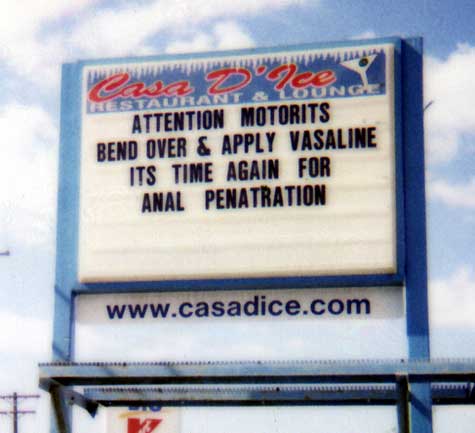 Casa D'Ice
RESTAURANT & LOUNGE
ATTENTION MOTORITS
BEND OVER & APPLY VASALINE
ITS TIME AGAIN FOR
ANAL PENATRATION
www.casadice.com
K